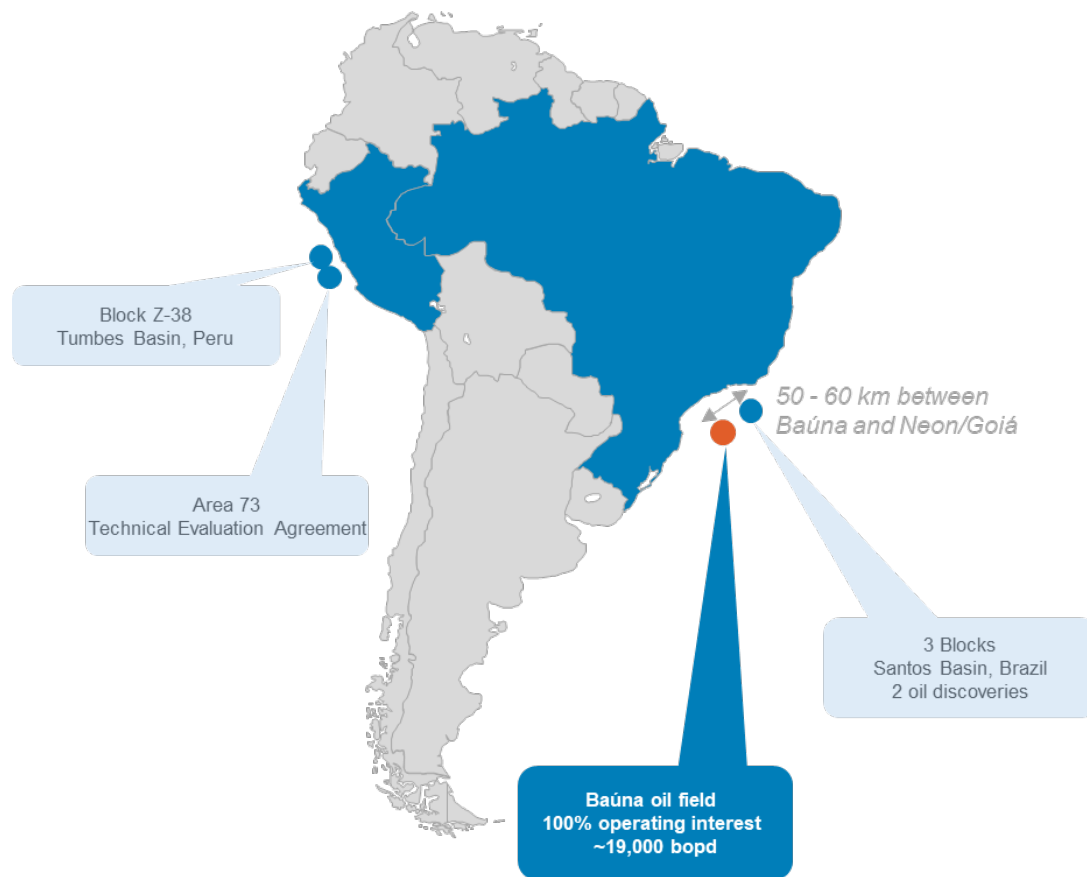 Block Z-38
Tumbes Basin, Peru
50 - 60 km between
Baúna and Neon/Goiá
Area 73
Technical Evaluation Agreement
3 Blocks
Santos Basin, Brazil
2 oil discoveries
Baúna oil field
100% operating interest
~19,000 bopd